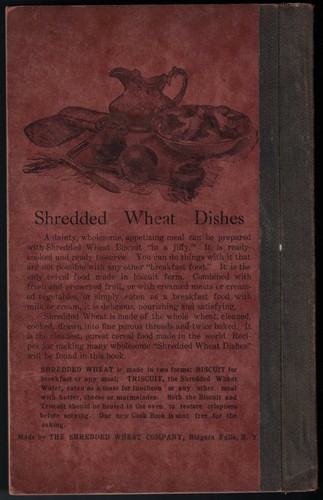 Shredded Wheat Dishes
A dainty, wholesome, appetizing meal can be prepared
with Shredded Wheat Biscuit "in a jiffy." It is ready-
cooked and ready to serve. You can do things with it that
are not possible with any other "breakfast food." It is the
only cereal food made in biscuit form. Combined with
fresh and preserved fruit, or with creamed meats or cream-
ed vegetables, or simply eaten as a breakfast food with
milk or cream, it is delicious, nourishing and satisfying.
Shredded Wheat is made of the whole wheat, cleaned,
cooked, drawn into fine porous threads and twice baked. It
is the cleanest, purest cereal food made in the world. Reci-
pes for making many wholesome "Shredded Wheat Dishes"
will be found in this book.
SHREDDED WHEAT is made in two forms: BISCUIT for
breakfast or any meal; TRISCUIT, the Shredded Wheat
Wafer, eaten as a toast for luncheon or any other meal
with butter, cheese or marmalades. Both the Biscuit and
Triscuit should be heated in the oven to restore crispness
before serving. Our new Cook Book is sent free for the
asking.
Made by THE SHREDDED WHEAT COMPANY, Niagara Falls, N. Y.